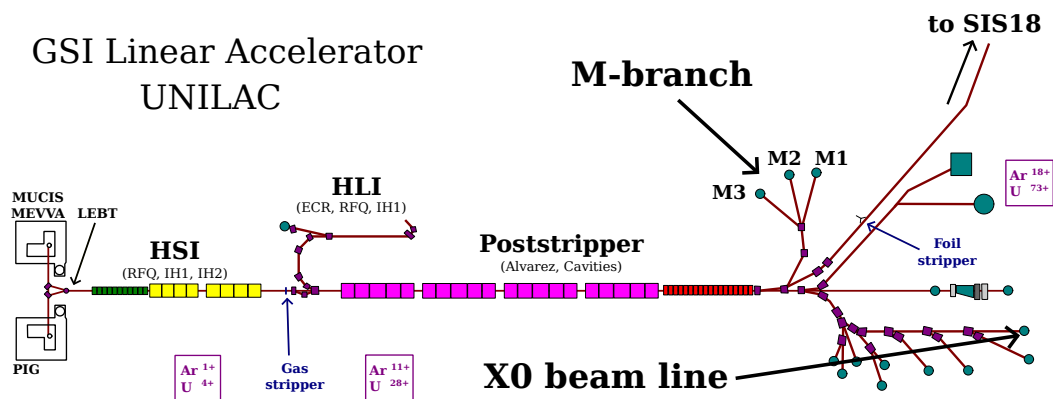 GSI Linear Accelerator
UNILAC
to SIS18
M-branch
M2
M1
M3
Ar 18+
U 73+
MUCIS
MEVVA
LEBT
HLI
(ECR, RFQ, IH1)
HSI
(RFQ, IH1, IH2)
Poststripper
(Alvarez, Cavities)
Foil
stripper
PIG
Ar 1+
U 4+
Gas
stripper
Ar 11+
U 28+
X0 beam line